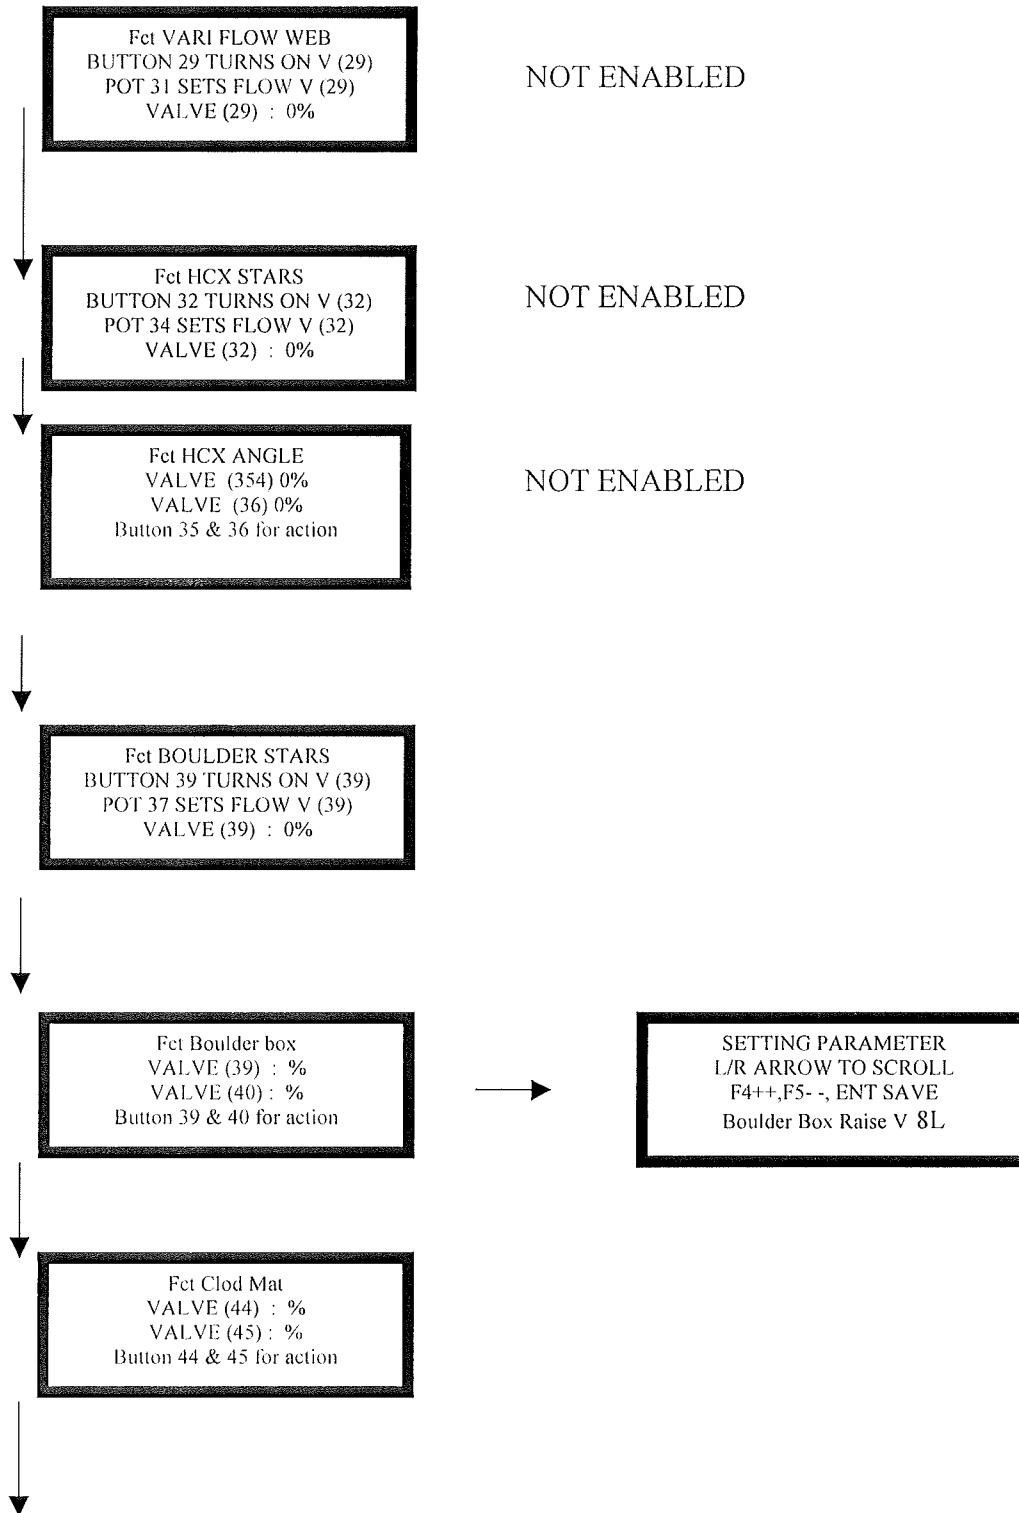 Fct VARI FLOW WEB
BUTTON 29 TURNS ON V (29)
POT 31 SETS FLOW V (29)
VALVE (29) : 0%
NOT ENABLED
Fct HCX STARS
BUTTON 32 TURNS ON V (32)
POT 34 SETS FLOW V (32)
VALVE (32) : 0%
NOT ENABLED
Fct HCX ANGLE
VALVE (354) 0%
VALVE (36) 0%
Button 35 & 36 for action
NOT ENABLED
Fct BOULDER STARS
BUTTON 39 TURNS ON V (39)
POT 37 SETS FLOW V (39)
VALVE (39) : 0%
Fct Boulder box
VALVE (39) : %
VALVE (40) : %
Button 39 & 40 for action
SETTING PARAMETER
L/R ARROW TO SCROLL
F4++,F5- -, ENT SAVE
Boulder Box Raise V 8L
Fct Clod Mat
VALVE (44) : %
VALVE (45) : %
Button 44 & 45 for action